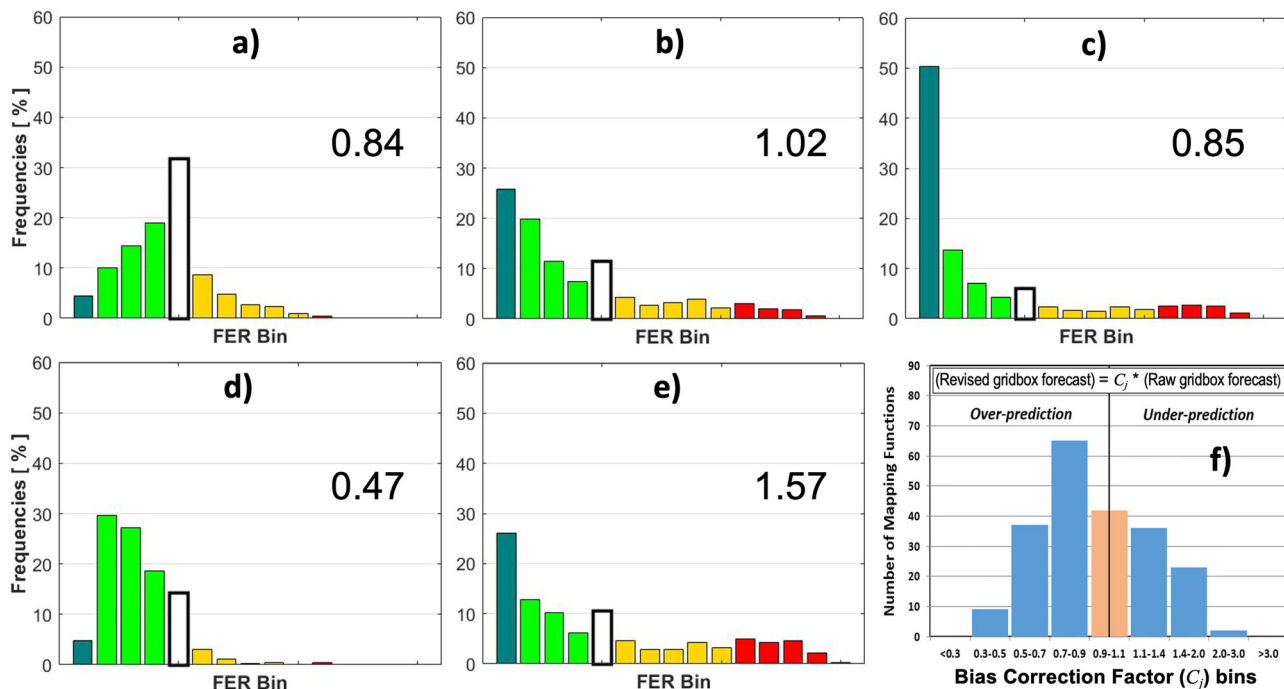 a)
60
50
40
30
20
10
0
Frequencies [ % ]
0.84
FER Bin
b)
60
50
40
30
20
10
0
1.02
FER Bin
c)
60
50
40
30
20
10
0
0.85
FER Bin
d)
60
50
40
30
20
10
0
Frequencies [ % ]
0.47
FER Bin
e)
60
50
40
30
20
10
0
1.57
FER Bin
(Revised gridbox forecast) = Cj * (Raw gridbox forecast)
Over-prediction Under-prediction
f)
90
80
70
60
50
40
30
20
10
0
Number of Mapping Functions
<0.3 0.3-0.5 0.5-0.7 0.7-0.9 0.9-1.1 1.1-1.4 1.4-2.0 2.0-3.0 >3.0
Bias Correction Factor (Cj) bins